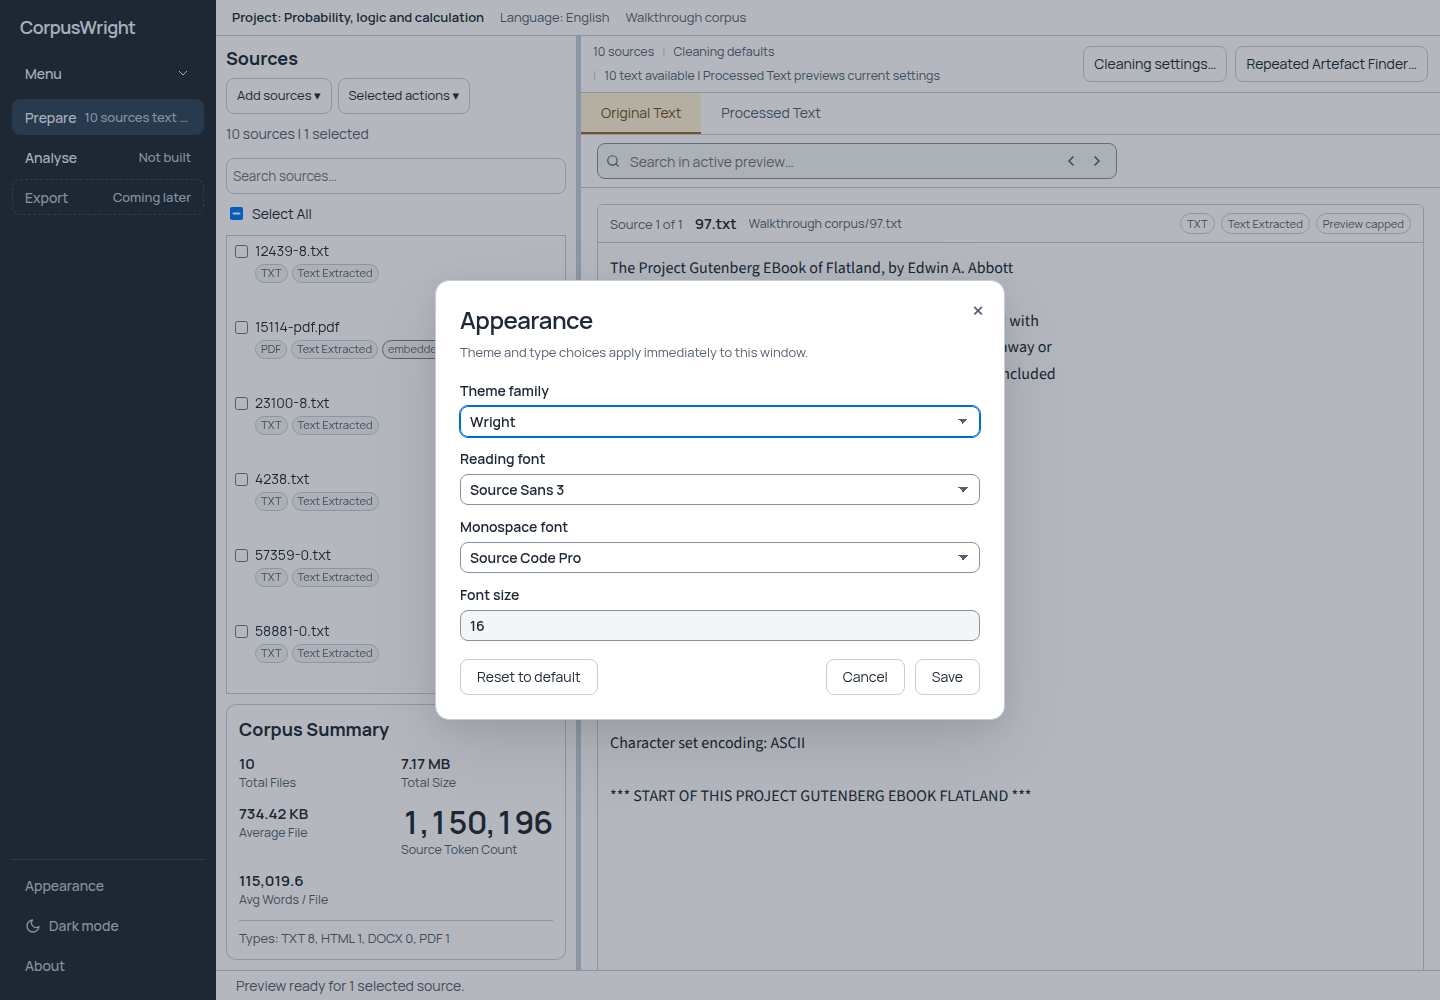 CorpusWright
Menu
Prepare 10 sources text ...
Analyse Not built
Export Coming later
Appearance
Dark mode
About
Project: Probability, logic and calculation Language: English Walkthrough corpus
Sources
Add sources ▾ Selected actions ▾
10 sources | 1 selected
Search sources...
Select All
12439-8.txt
TXT Text Extracted
15114-pdf.pdf
PDF Text Extracted embedde
23100-8.txt
TXT Text Extracted
4238.txt
TXT Text Extracted
57359-0.txt
TXT Text Extracted
58881-0.txt
TXT Text Extracted
Corpus Summary
10 7.17 MB
Total Files Total Size
734.42 KB 1,150,196
Average File Source Token Count
115,019.6
Avg Words / File
Types: TXT 8, HTML 1, DOCX 0, PDF 1
10 sources | Cleaning defaults
| 10 text available | Processed Text previews current settings
Cleaning settings... Repeated Artefact Finder...
Original Text Processed Text
Search in active preview...
Source 1 of 1 97.txt Walkthrough corpus/97.txt TXT Text Extracted Preview capped
The Project Gutenberg EBook of Flatland, by Edwin A. Abbott
with
away or
included
Character set encoding: ASCII
*** START OF THIS PROJECT GUTENBERG EBOOK FLATLAND ***
Appearance ×
Theme and type choices apply immediately to this window.
Theme family
Wright
Reading font
Source Sans 3
Monospace font
Source Code Pro
Font size
16
Reset to default Cancel Save
Preview ready for 1 selected source.